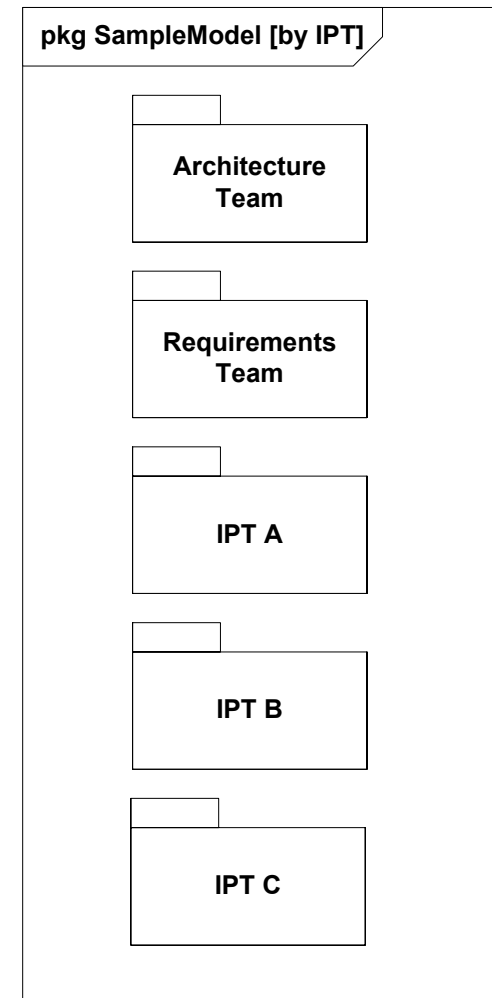 pkg SampleModel [by IPT]
Architecture
Team
Requirements
Team
IPT A
IPT B
IPT C